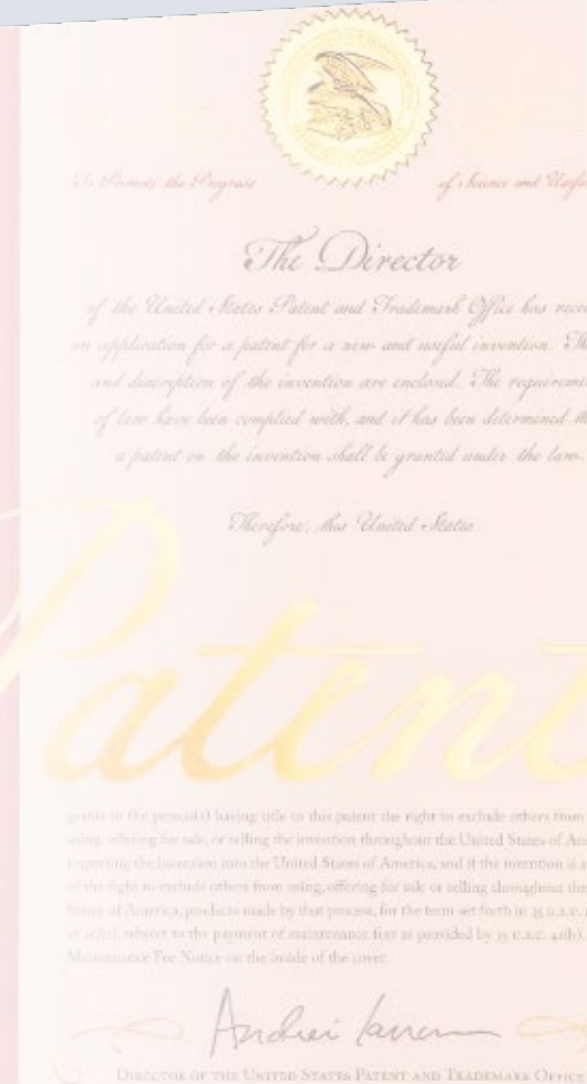 To Promote the Progress of Science and Useful
The Director
of the United States Patent and Trademark Office has rece
an application for a patent for a new and useful invention. Th
and description of the invention are enclosed. The requireme
of law have been complied with, and it has been determined th
a patent on the invention shall be granted under the law.
Therefore, this United States
Patent
grants to the person(s) having title to this patent the right to exclude others from
using, offering for sale, or selling the invention throughout the United States of Am
importing the invention into the United States of America, and if the invention is a
of the right to exclude others from using, offering for sale or selling throughout the
States of America, products made by that process, for the term set forth in 35 U.S.C.
subject to the payment of maintenance fees as provided by 35 U.S.C. 41(b).
Maintenance Fee Notice on the inside of the cover.
Andrei Iancu
DIRECTOR OF THE UNITED STATES PATENT AND TRADEMARK OFFICE